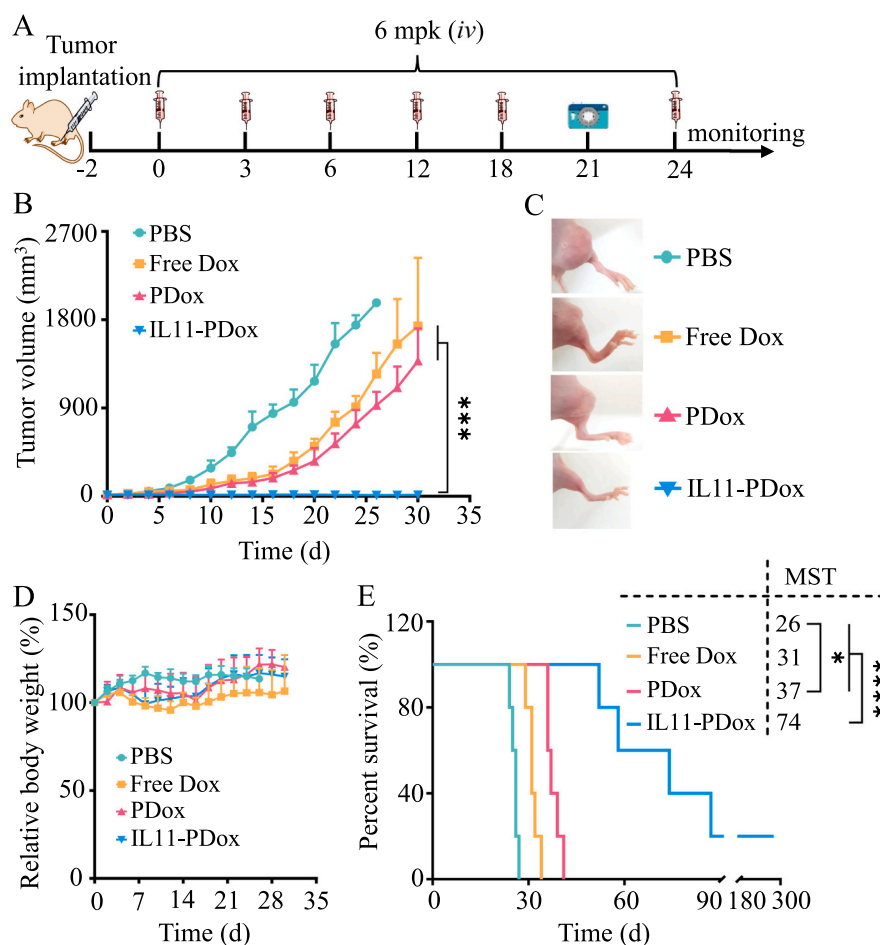 A
6 mpk (iv)
Tumor
implantation
monitoring
-2 0 3 6 12 18 21 24
B
Tumor volume (mm³)
2700
1800
900
0
PBS
Free Dox
PDox
IL11-PDox
***
0 5 10 15 20 25 30 35
Time (d)
C
PBS
Free Dox
PDox
IL11-PDox
D
Relative body weight (%)
150
100
50
0
PBS
Free Dox
PDox
IL11-PDox
0 7 14 21 28 35
Time (d)
E
MST
PBS 26
Free Dox 31
PDox 37
IL11-PDox 74
*
****
Percent survival (%)
120
80
40
0
0 30 60 90 180 300
Time (d)